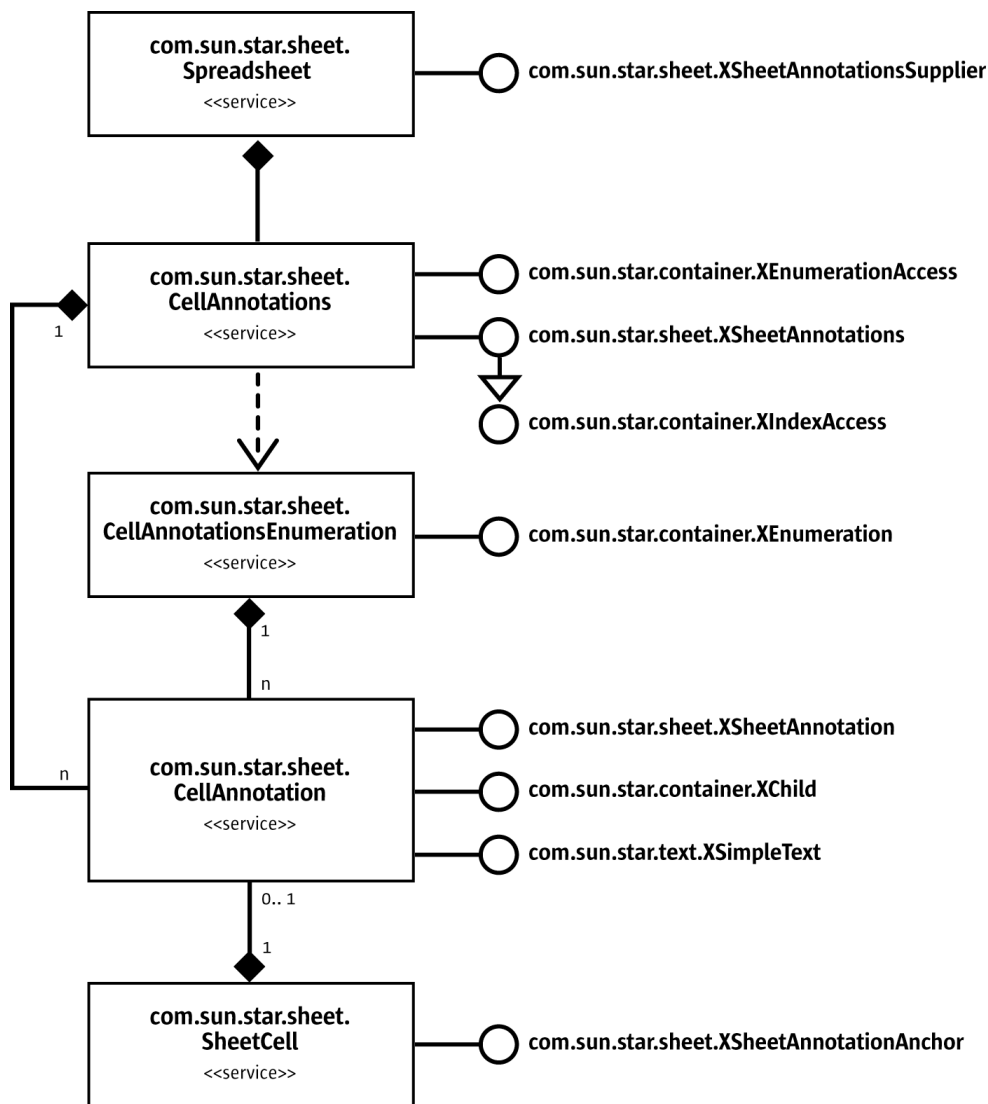 com.sun.star.sheet.
Spreadsheet
<<service>>
com.sun.star.sheet.XSheetAnnotationsSupplier
com.sun.star.sheet.
CellAnnotations
<<service>>
com.sun.star.container.XEnumerationAccess
com.sun.star.sheet.XSheetAnnotations
1
com.sun.star.container.XIndexAccess
com.sun.star.sheet.
CellAnnotationsEnumeration
<<service>>
com.sun.star.container.XEnumeration
1
n
com.sun.star.sheet.
CellAnnotation
<<service>>
com.sun.star.sheet.XSheetAnnotation
com.sun.star.container.XChild
com.sun.star.text.XSimpleText
n
0.. 1
1
com.sun.star.sheet.
SheetCell
<<service>>
com.sun.star.sheet.XSheetAnnotationAnchor